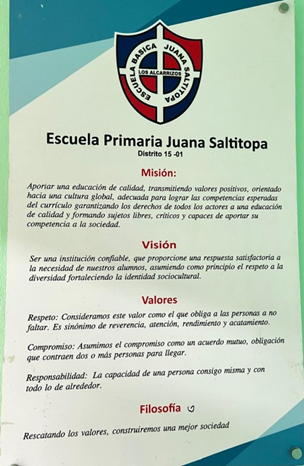 ESCUELA BASICA JUANA SALTITOPA
LOS ALCARRIZOS
Escuela Primaria Juana Saltitopa
Distrito 15 -01
Misión:
Aportar una educación de calidad, transmitiendo valores positivos, orientado
hacia una cultura global, adecuada para lograr las competencias esperadas
del currículo garantizando los derechos de todos los actores a una educación
de calidad y formando sujetos libres, críticos y capaces de aportar su
competencia a la sociedad.
Visión
Ser una institución confiable, que proporcione una respuesta satisfactoria a
la necesidad de nuestros alumnos, asumiendo como principio el respeto a la
diversidad fortaleciendo la identidad sociocultural.
Valores
Respeto: Consideramos este valor como el que obliga a las personas a no
faltar. Es sinónimo de reverencia, atención, rendimiento y acatamiento.
Compromiso: Asumimos el compromiso como un acuerdo mutuo, obligación
que contraen dos o más personas para llegar.
Responsabilidad: La capacidad de una persona consigo misma y con
todo lo de alrededor.
Filosofía
Rescatando los valores, construiremos una mejor sociedad